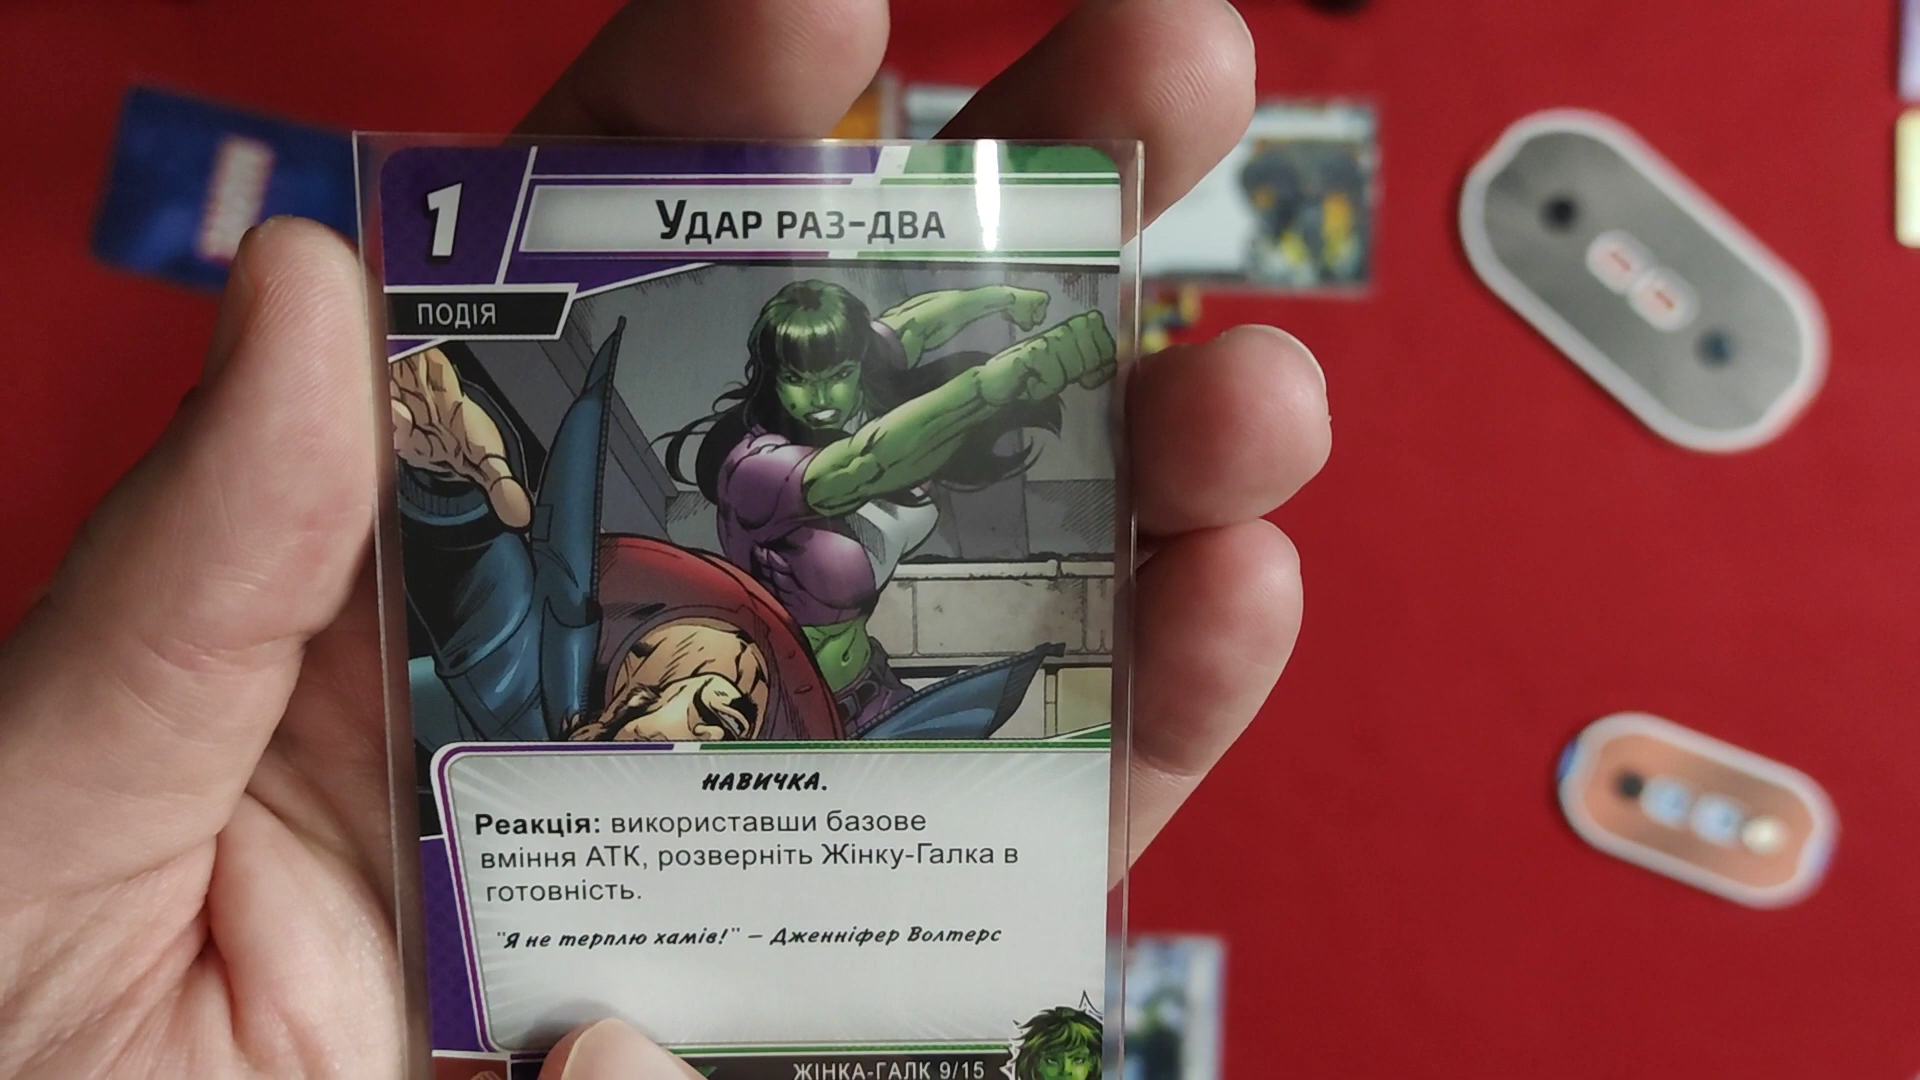 1
Удар раз-два
ПОДІЯ
НАВИЧКА.
Реакція: використавши базове
вміння АТК, розверніть Жінку-Галка в
готовність.
"Я не терплю хамів!" – Дженніфер Волтерс
ЖІНКА-ГАЛК 9/15